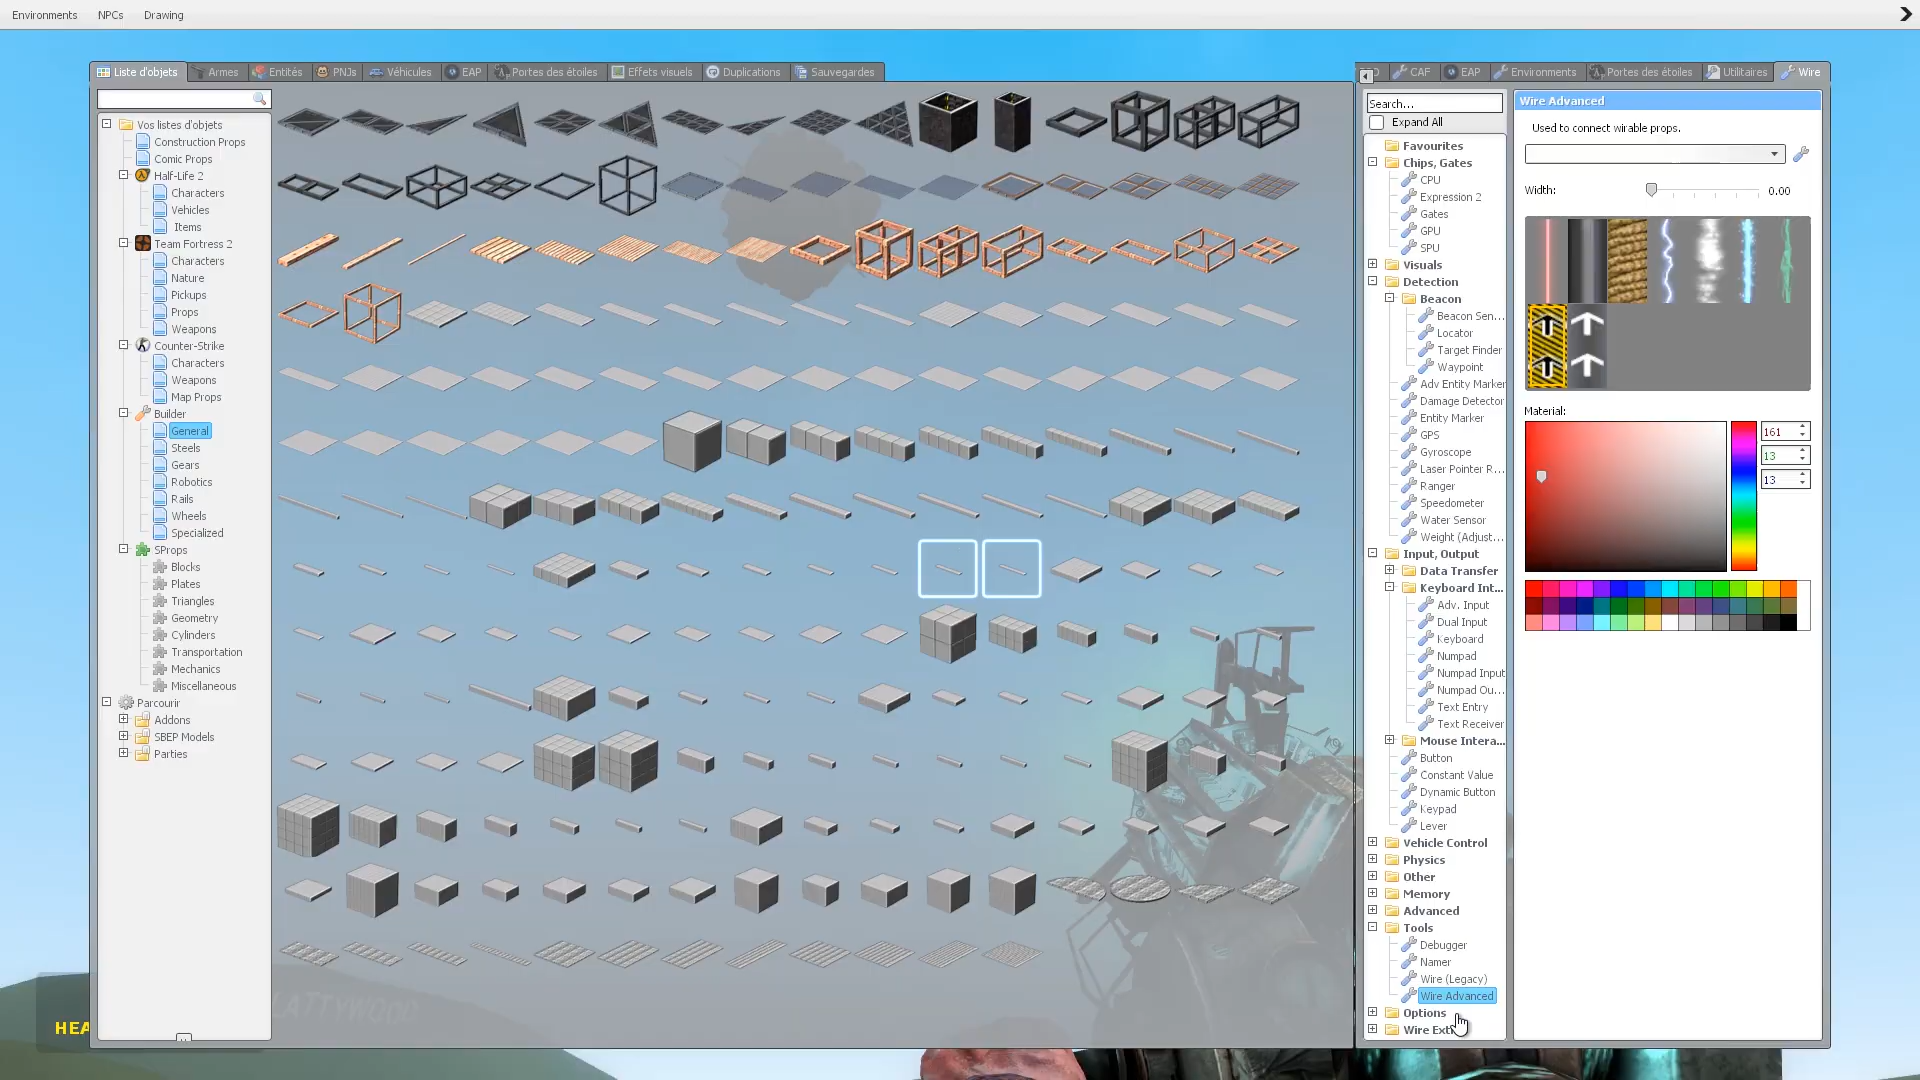 Environments NPCs Drawing
Liste d'objets Armes Entités PNJs Véhicules EAP Portes des étoiles Effets visuels Duplications Sauvegardes
CAF EAP Environments Portes des étoiles Utilitaires Wire
Vos listes d'objets
Construction Props
Comic Props
Half-Life 2
Characters
Vehicles
Items
Team Fortress 2
Characters
Nature
Pickups
Props
Weapons
Counter-Strike
Characters
Weapons
Map Props
Builder
General
Steels
Gears
Robotics
Rails
Wheels
Specialized
SProps
Blocks
Plates
Triangles
Geometry
Cylinders
Transportation
Mechanics
Miscellaneous
Parcourir
Addons
SBEP Models
Parties
LATTYWOOD
HEA
Search...
Expand All
Favourites
Chips, Gates
CPU
Expression 2
Gates
GPU
SPU
Visuals
Detection
Beacon
Beacon Sen...
Locator
Target Finder
Waypoint
Adv Entity Marker
Damage Detector
Entity Marker
GPS
Gyroscope
Laser Pointer R...
Ranger
Speedometer
Water Sensor
Weight (Adjust...
Input, Output
Data Transfer
Keyboard Int...
Adv. Input
Dual Input
Keyboard
Numpad
Numpad Input
Numpad Ou...
Text Entry
Text Receiver
Mouse Intera...
Button
Constant Value
Dynamic Button
Keypad
Lever
Vehicle Control
Physics
Other
Memory
Advanced
Tools
Debugger
Namer
Wire (Legacy)
Wire Advanced
Options
Wire Ext
Wire Advanced
Used to connect wirable props.
Width: 0.00
Material:
161
13
13